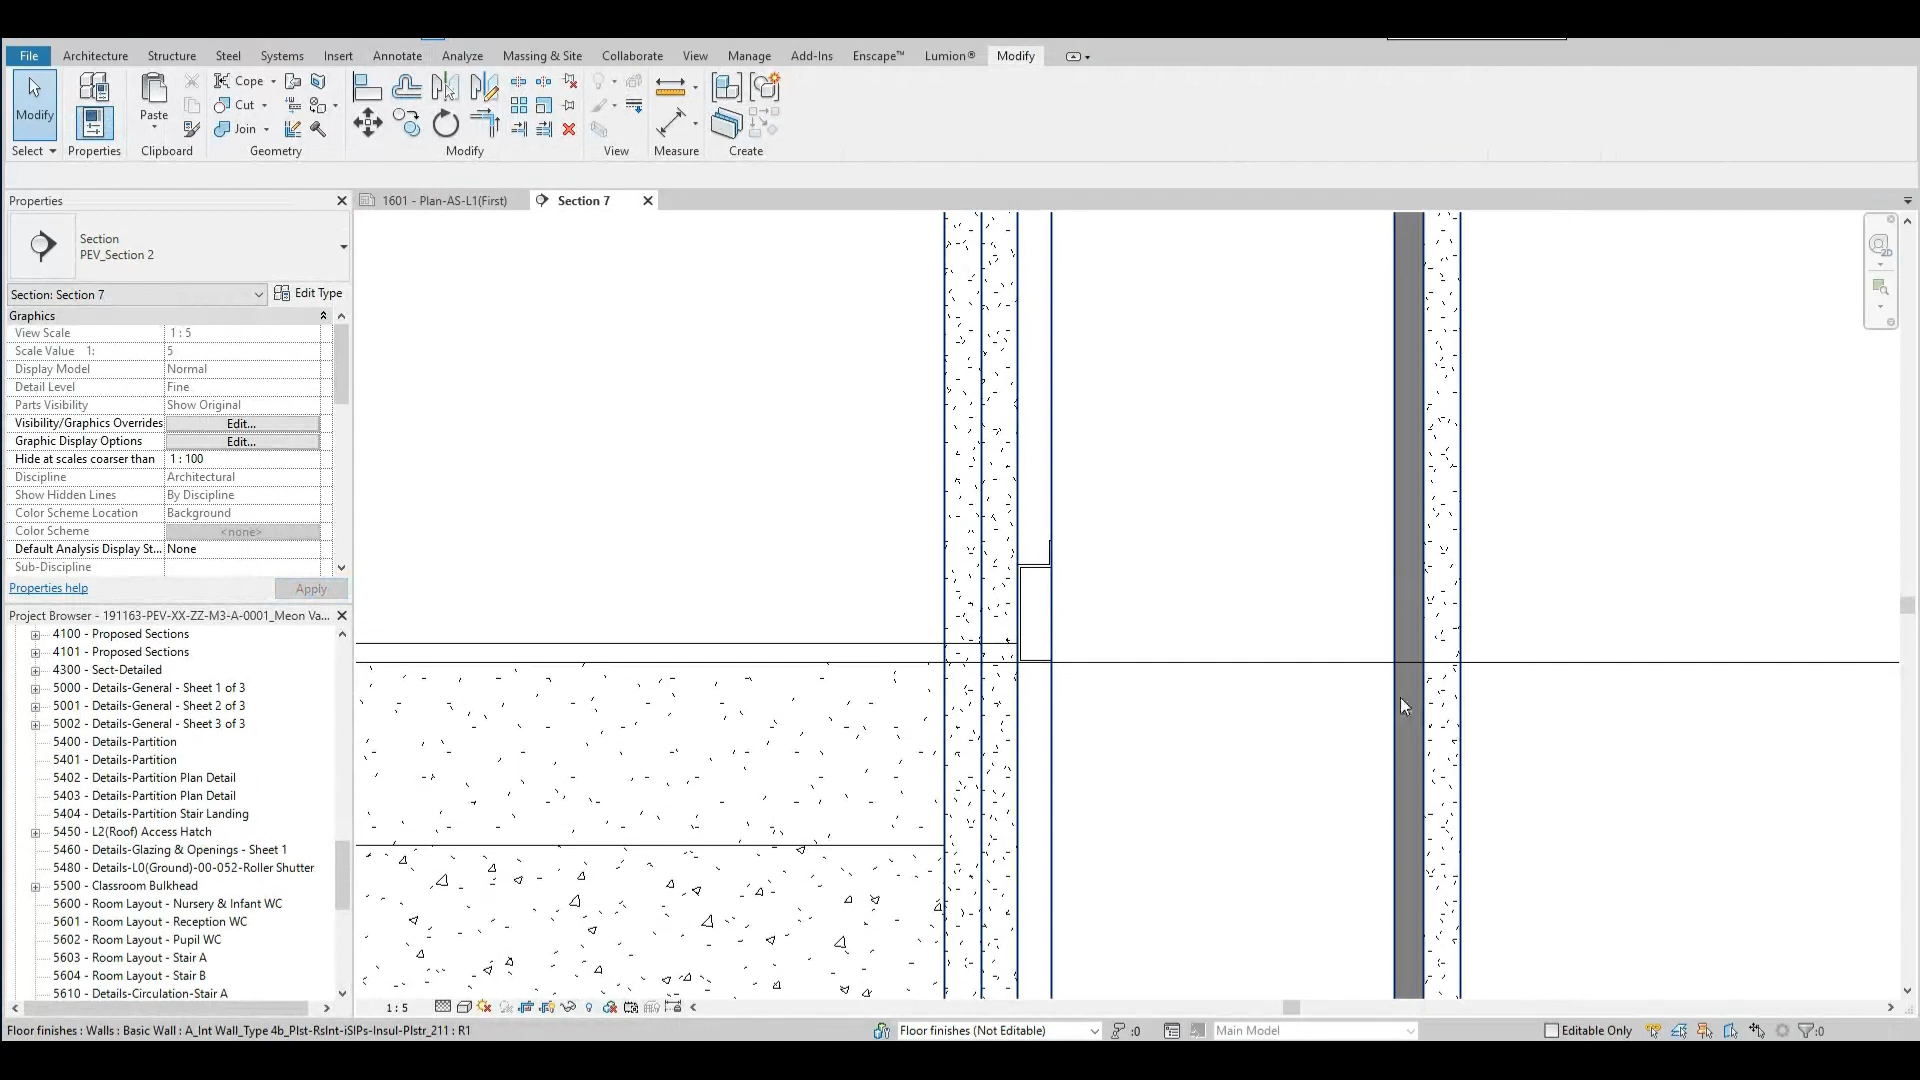 File Architecture Structure Steel Systems Insert Annotate Analyze Massing & Site Collaborate View Manage Add-Ins Enscape™ Lumion® Modify
Cope
Cut
Modify Paste Join
Select Properties Clipboard Geometry Modify View Measure Create
Properties
1601 - Plan-AS-L1(First) Section 7
Section
PEV_Section 2
Section: Section 7 Edit Type
Graphics
View Scale 1 : 5
Scale Value 1: 5
Display Model Normal
Detail Level Fine
Parts Visibility Show Original
Visibility/Graphics Overrides Edit...
Graphic Display Options Edit...
Hide at scales coarser than 1 : 100
Discipline Architectural
Show Hidden Lines By Discipline
Color Scheme Location Background
Color Scheme <none>
Default Analysis Display St... None
Sub-Discipline
Properties help Apply
Project Browser - 191163-PEV-XX-ZZ-M3-A-0001_Meon Va...
4100 - Proposed Sections
4101 - Proposed Sections
4300 - Sect-Detailed
5000 - Details-General - Sheet 1 of 3
5001 - Details-General - Sheet 2 of 3
5002 - Details-General - Sheet 3 of 3
5400 - Details-Partition
5401 - Details-Partition
5402 - Details-Partition Plan Detail
5403 - Details-Partition Plan Detail
5404 - Details-Partition Stair Landing
5450 - L2(Roof) Access Hatch
5460 - Details-Glazing & Openings - Sheet 1
5480 - Details-L0(Ground)-00-052-Roller Shutter
5500 - Classroom Bulkhead
5600 - Room Layout - Nursery & Infant WC
5601 - Room Layout - Reception WC
5602 - Room Layout - Pupil WC
5603 - Room Layout - Stair A
5604 - Room Layout - Stair B
5610 - Details-Circulation-Stair A
1 : 5
Floor finishes : Walls : Basic Wall : A_Int Wall_Type 4b_Plst-RsInt-iSIPs-Insul-Plstr_211 : R1 Floor finishes (Not Editable) :0 Main Model Editable Only :0
2D